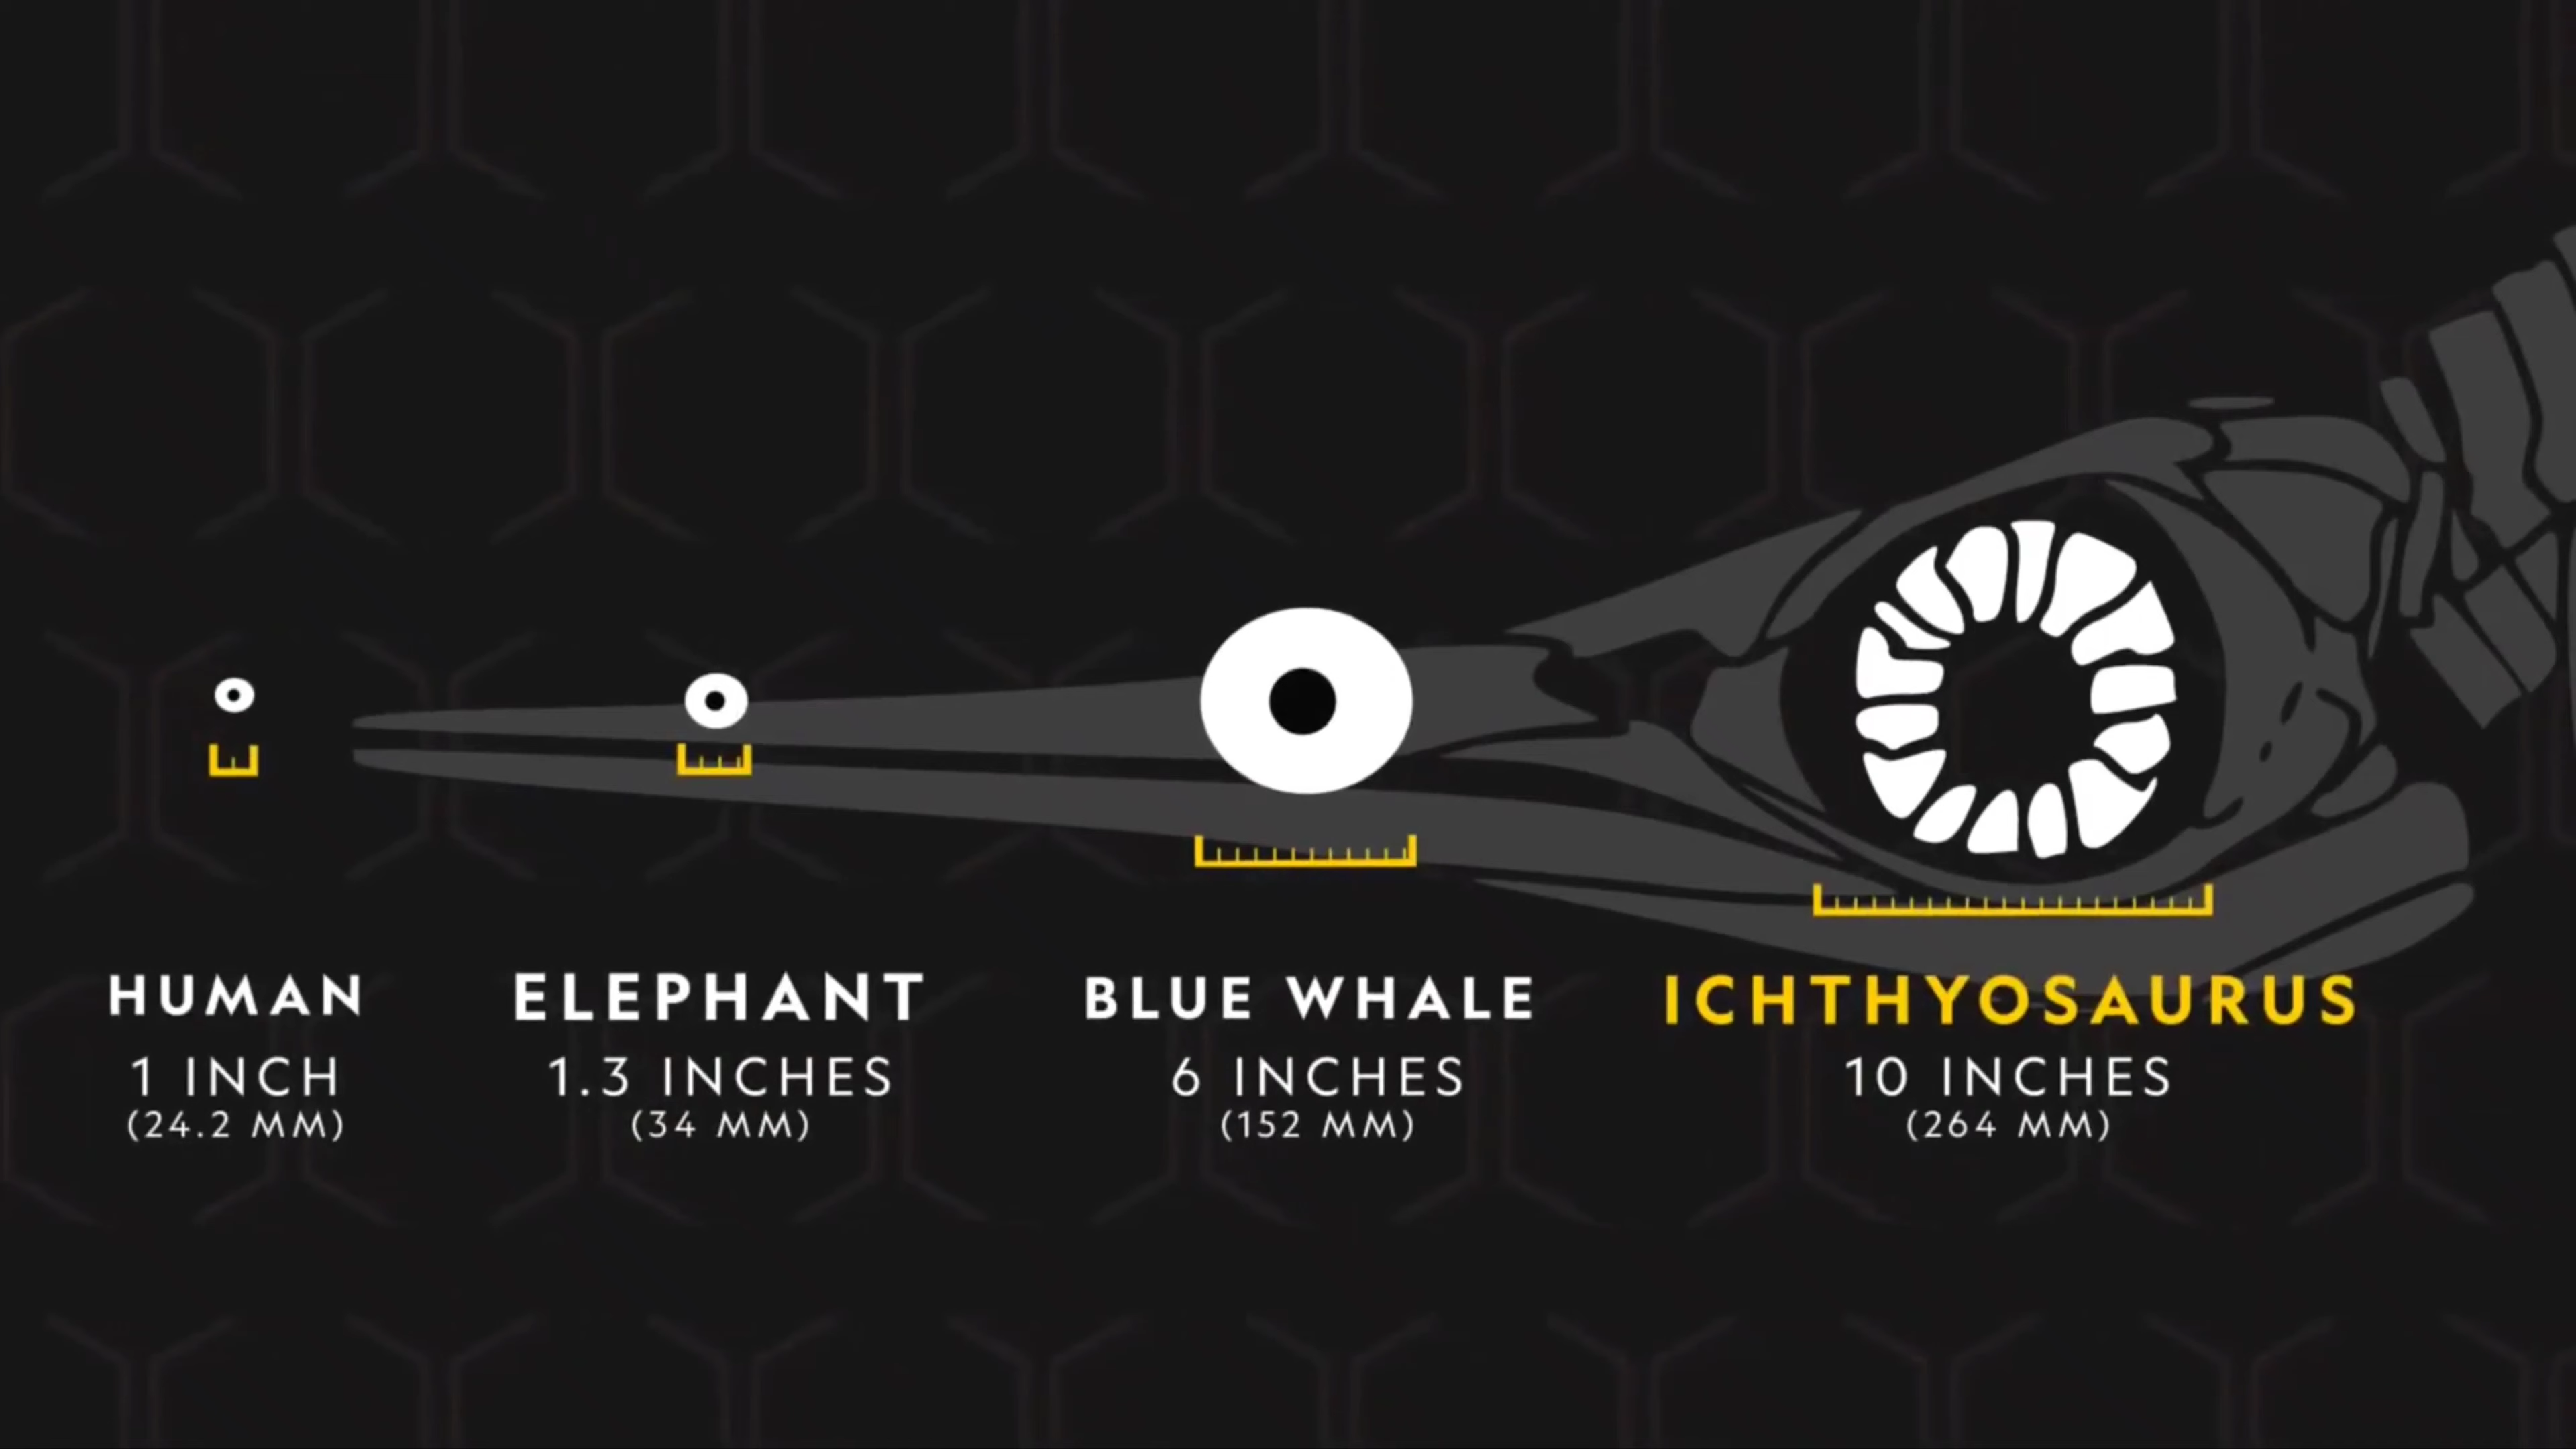 HUMAN
1 INCH
(24.2 MM)
ELEPHANT
1.3 INCHES
(34 MM)
BLUE WHALE
6 INCHES
(152 MM)
ICHTHYOSAURUS
10 INCHES
(264 MM)